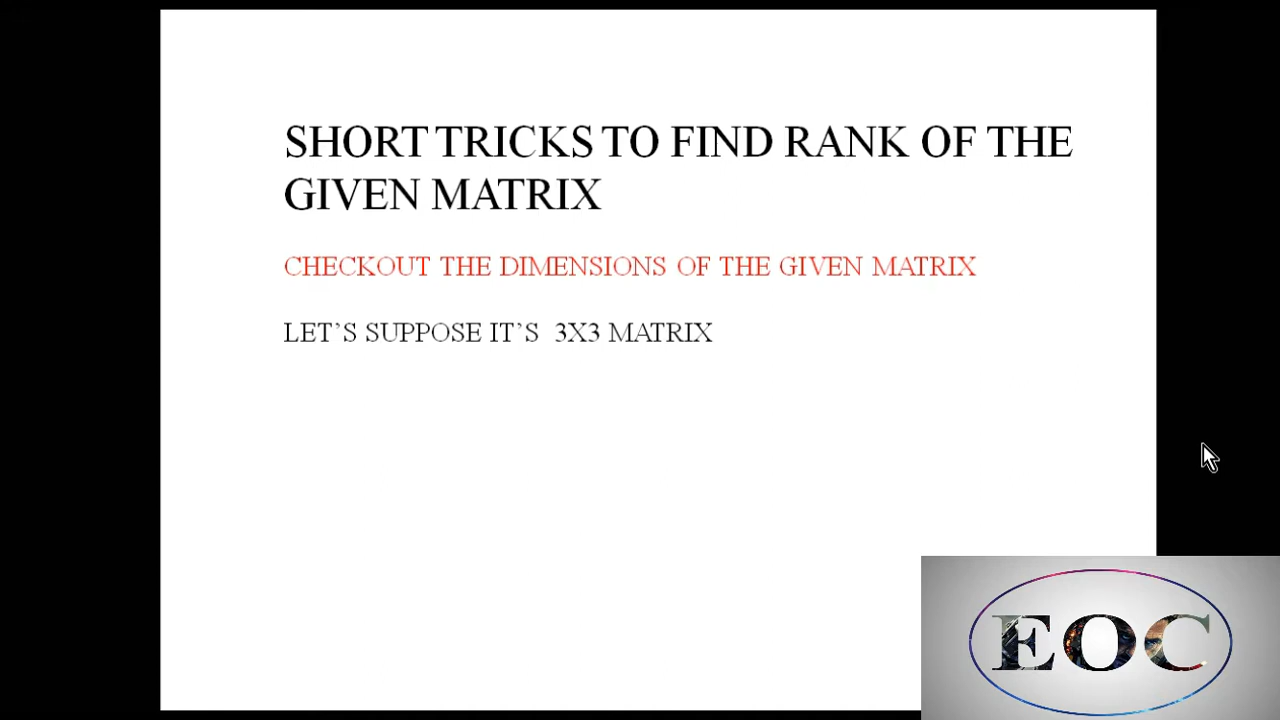 SHORT TRICKS TO FIND RANK OF THE
GIVEN MATRIX
CHECKOUT THE DIMENSIONS OF THE GIVEN MATRIX
LET’S SUPPOSE IT’S 3X3 MATRIX
EOC